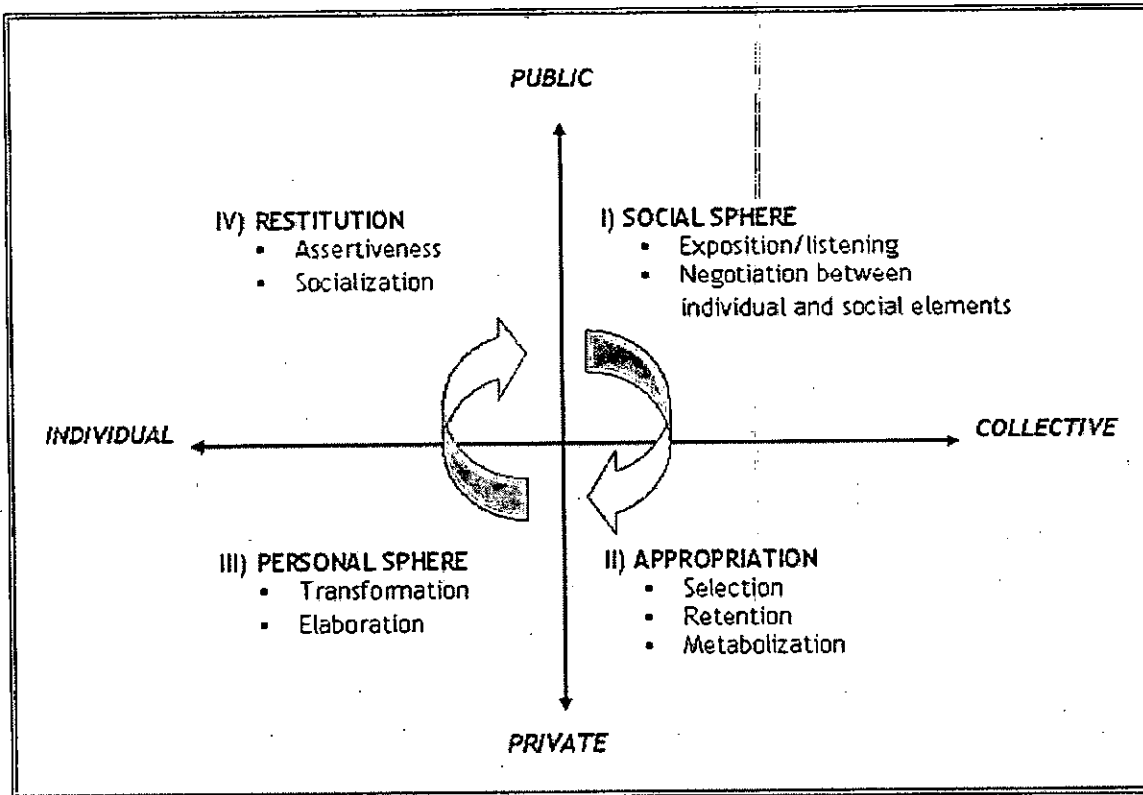 PUBLIC
IV) RESTITUTION
▪ Assertiveness
▪ Socialization
I) SOCIAL SPHERE
▪ Exposition/listening
▪ Negotiation between
individual and social elements
INDIVIDUAL
COLLECTIVE
III) PERSONAL SPHERE
▪ Transformation
▪ Elaboration
II) APPROPRIATION
▪ Selection
▪ Retention
▪ Metabolization
PRIVATE